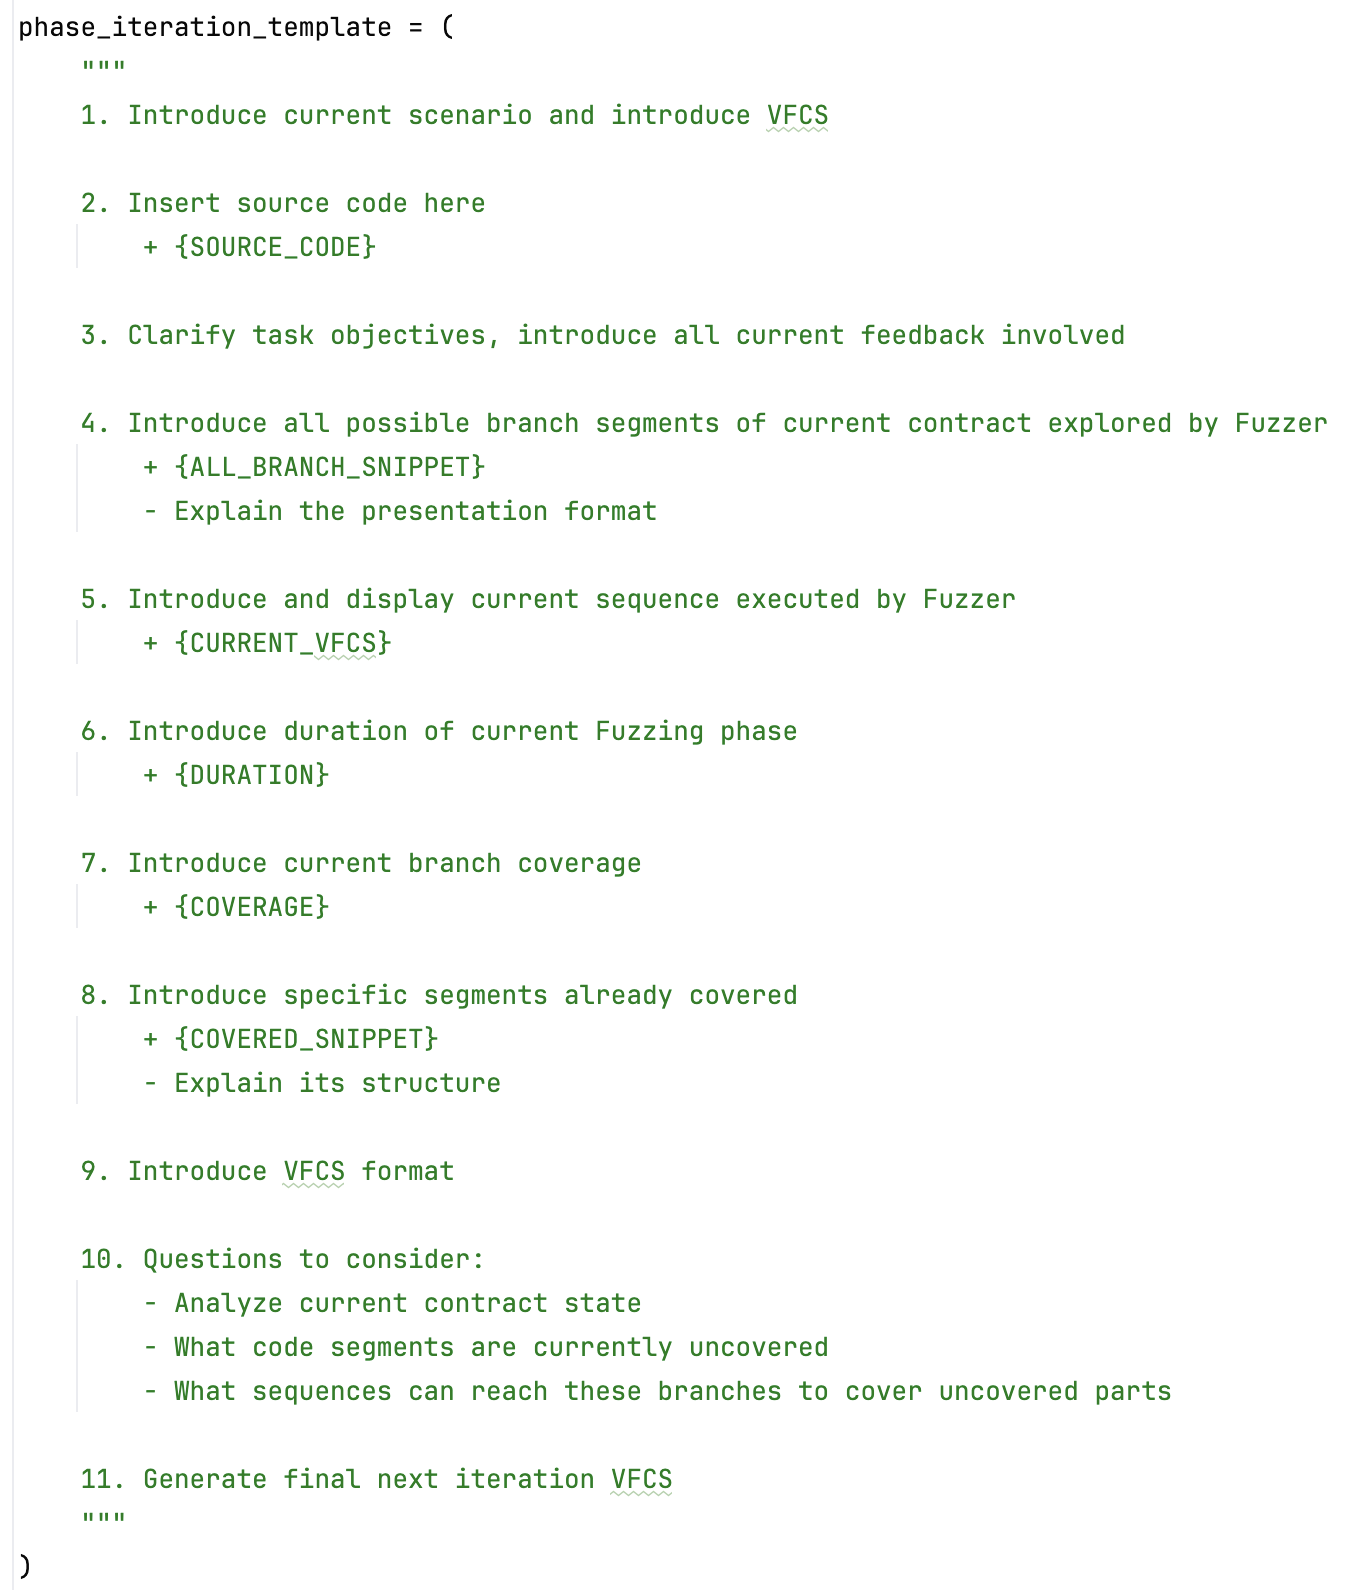 phase_iteration_template = (
"""
1. Introduce current scenario and introduce VFCS
2. Insert source code here
+ {SOURCE_CODE}
3. Clarify task objectives, introduce all current feedback involved
4. Introduce all possible branch segments of current contract explored by Fuzzer
+ {ALL_BRANCH_SNIPPET}
- Explain the presentation format
5. Introduce and display current sequence executed by Fuzzer
+ {CURRENT_VFCS}
6. Introduce duration of current Fuzzing phase
+ {DURATION}
7. Introduce current branch coverage
+ {COVERAGE}
8. Introduce specific segments already covered
+ {COVERED_SNIPPET}
- Explain its structure
9. Introduce VFCS format
10. Questions to consider:
- Analyze current contract state
- What code segments are currently uncovered
- What sequences can reach these branches to cover uncovered parts
11. Generate final next iteration VFCS
"""
)